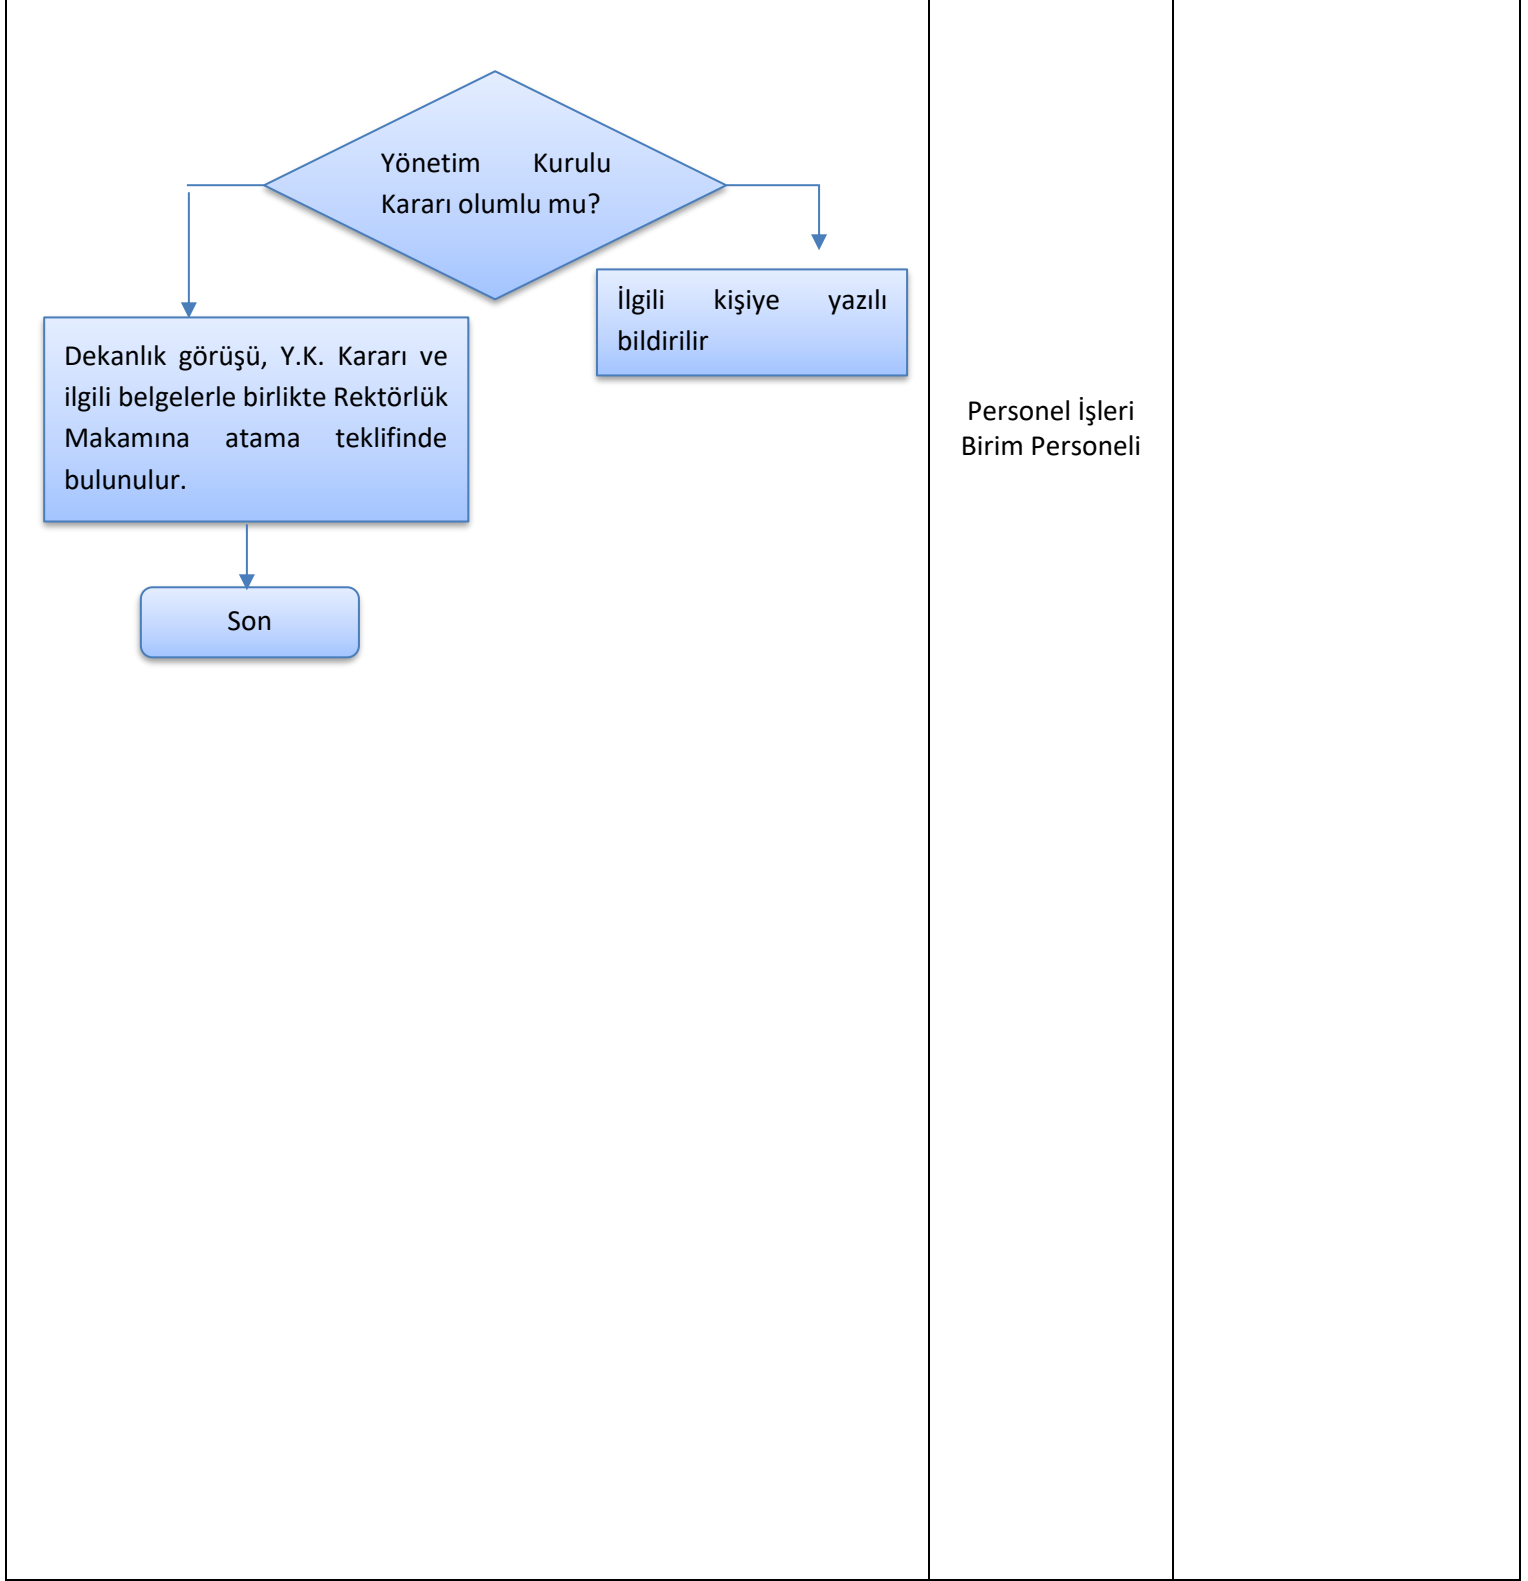 Yönetim Kurulu
Kararı olumlu mu?
İlgili kişiye yazılı
bildirilir
Dekanlık görüşü, Y.K. Kararı ve
ilgili belgelerle birlikte Rektörlük
Makamına atama teklifinde
bulunulur.
Son
Personel İşleri
Birim Personeli